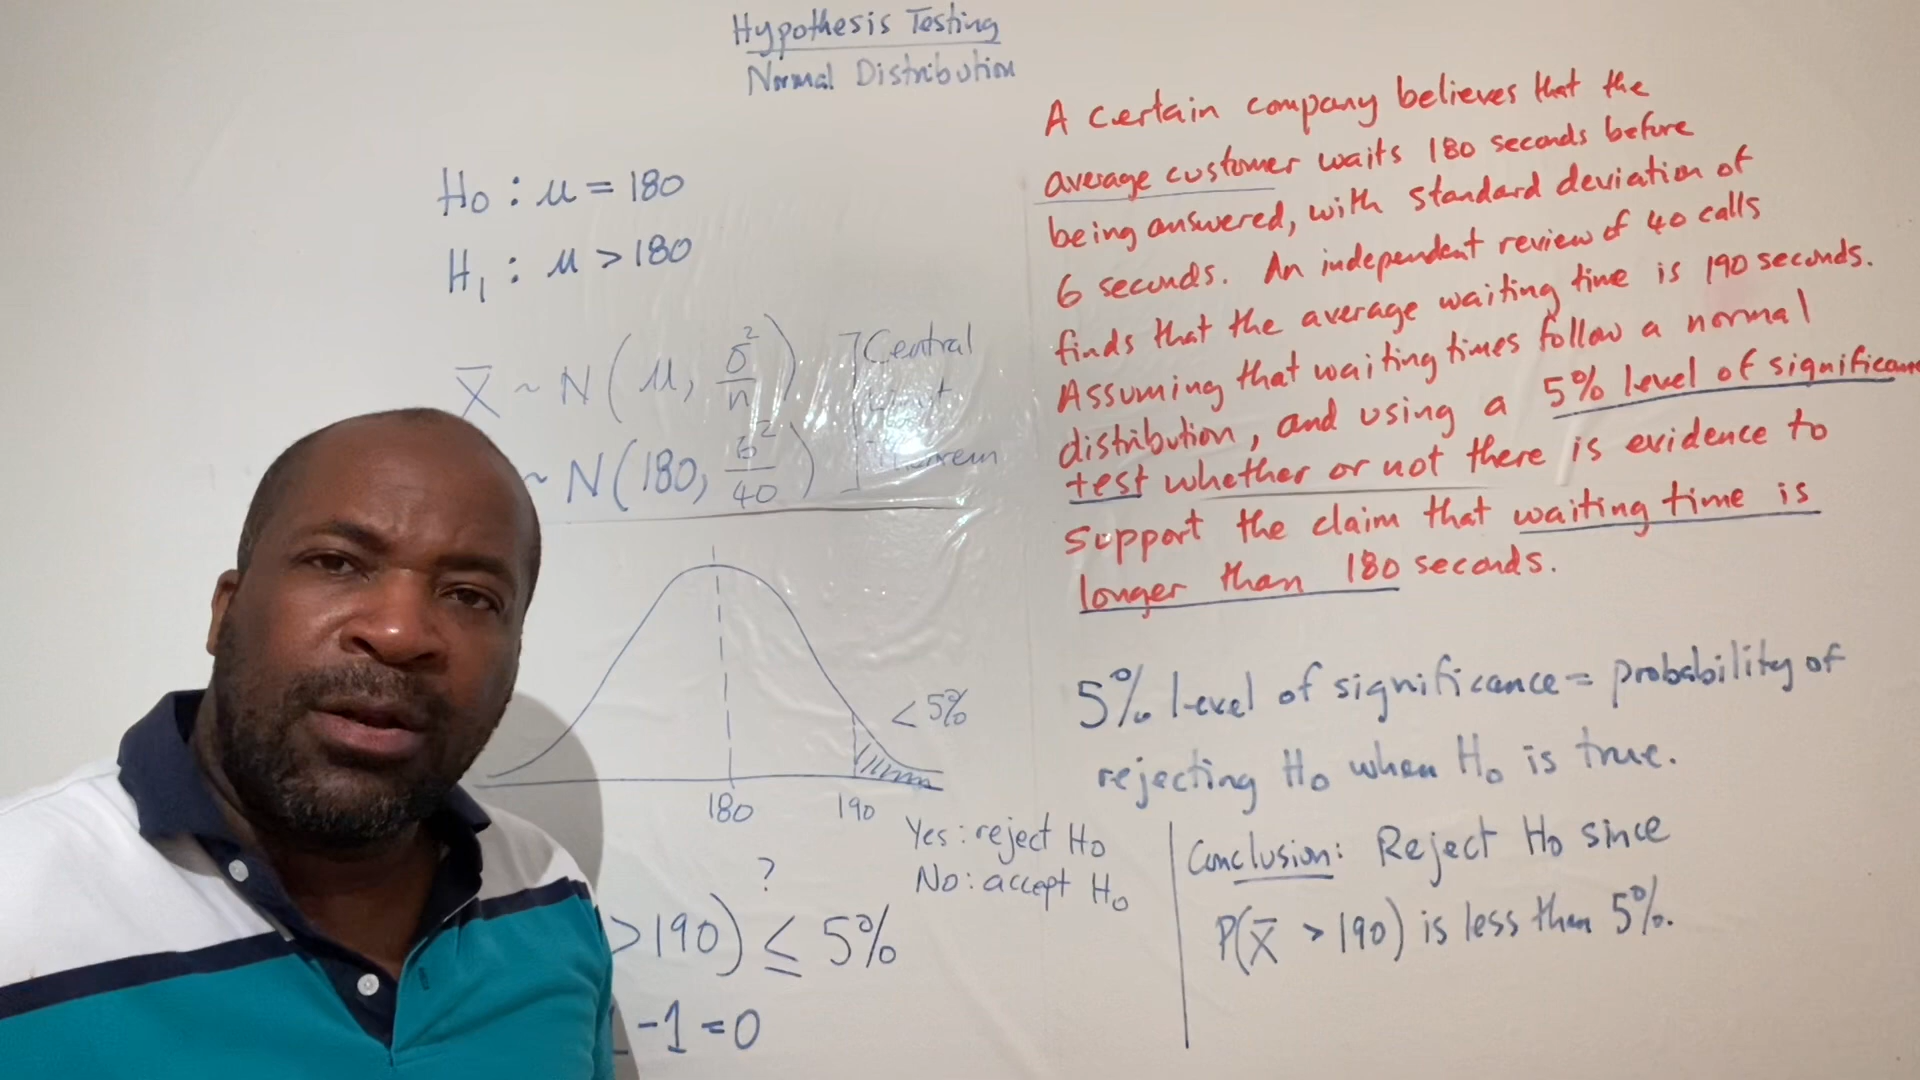 Hypothesis Testing
Normal Distribution
H₀ : μ = 180
H₁ : μ > 180
X̄ ~ N(μ, σ²/n)
~ N(180, 6²/40)
Central
Theorem
< 5%
180
190
Yes: reject H₀
No: accept H₀
?
>190) ≤ 5%
-1 = 0
A certain company believes that the
average customer waits 180 seconds before
being answered, with standard deviation of
6 seconds. An independent review of 40 calls
finds that the average waiting time is 190 seconds.
Assuming that waiting times follow a normal
distribution, and using a 5% level of significan
test whether or not there is evidence to
support the claim that waiting time is
longer than 180 seconds.
5% level of significance = probability of
rejecting H₀ when H₀ is true.
Conclusion: Reject H₀ since
P(X̄ > 190) is less than 5%.